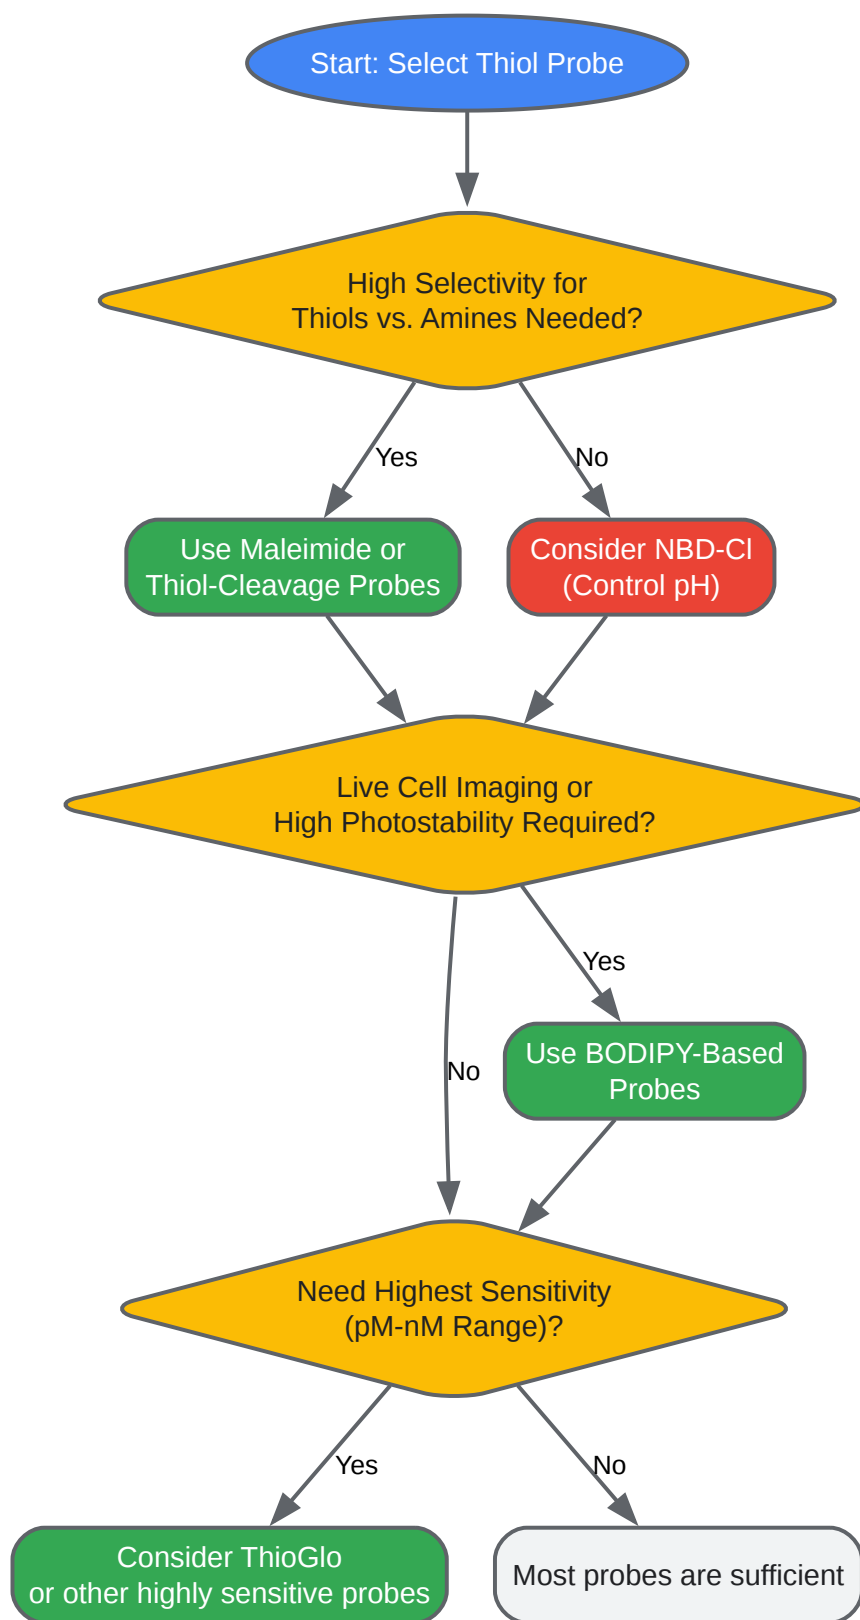 Start: Select Thiol Probe
High Selectivity for
Thiols vs. Amines Needed?
Yes
No
Use Maleimide or
Thiol-Cleavage Probes
Consider NBD-Cl
(Control pH)
Live Cell Imaging or
High Photostability Required?
Yes
No
Use BODIPY-Based
Probes
Need Highest Sensitivity
(pM-nM Range)?
Yes
No
Consider ThioGlo
or other highly sensitive probes
Most probes are sufficient